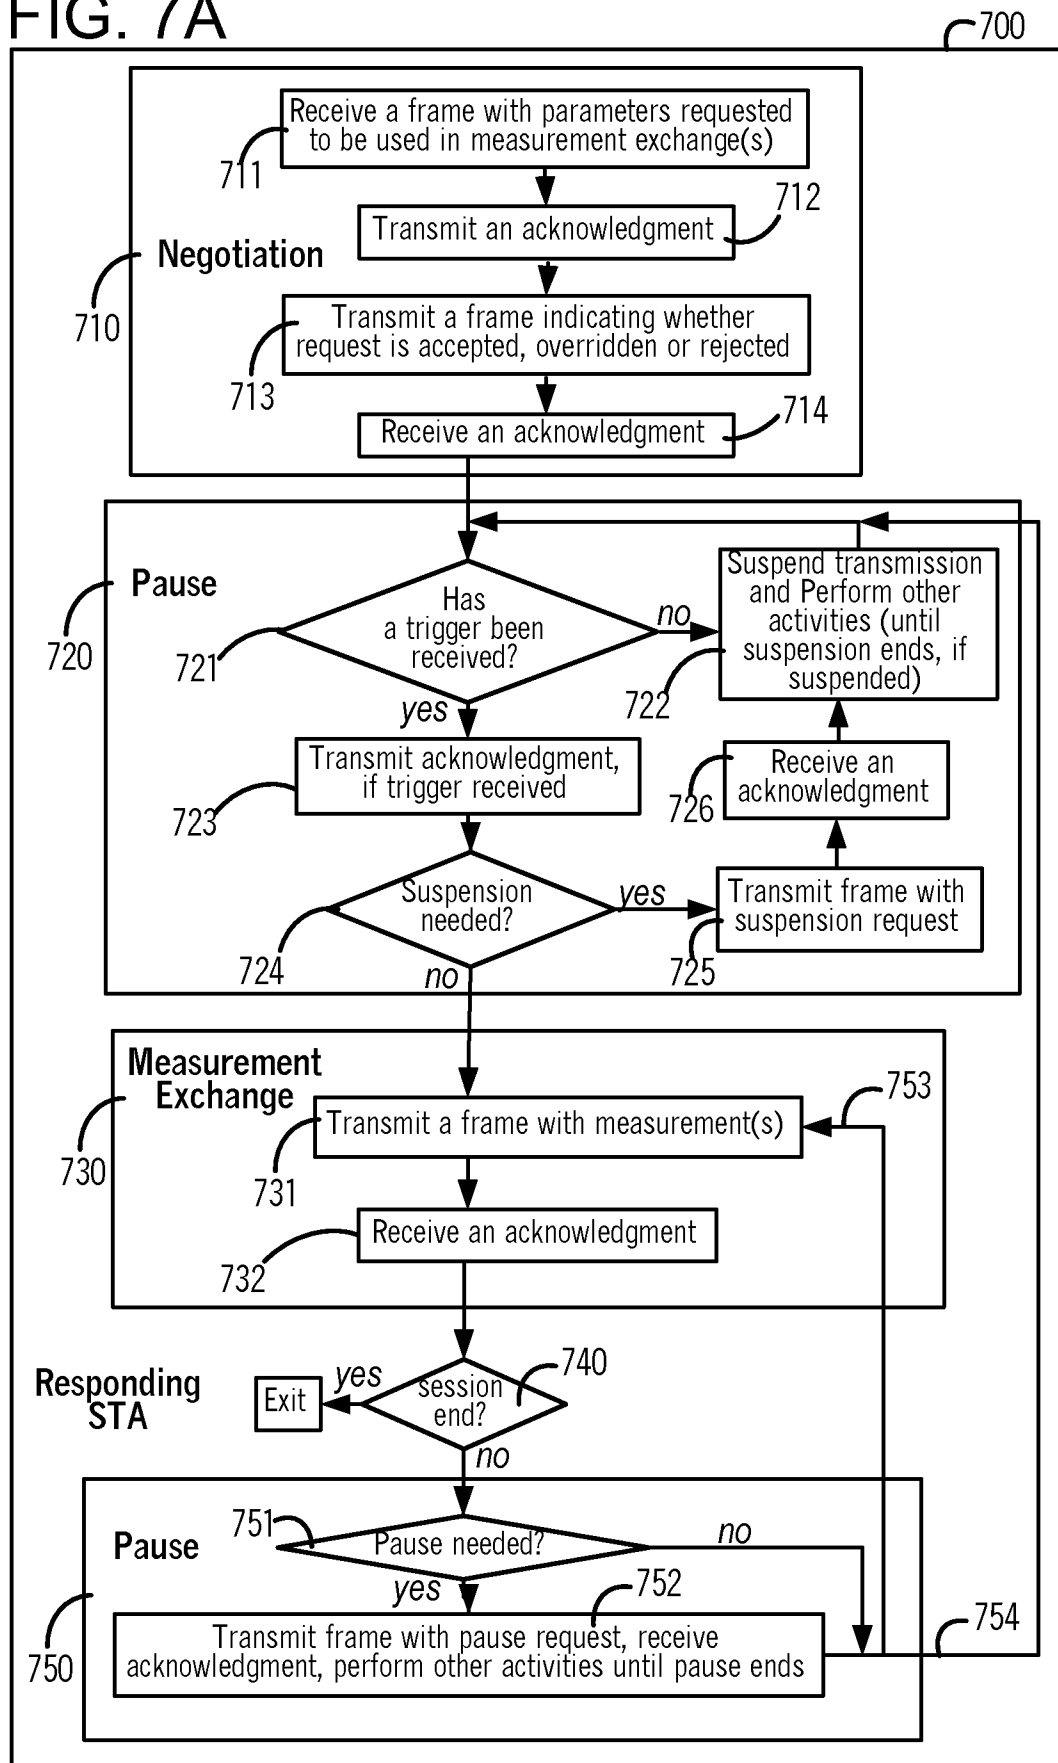 FIG. 7A
700
Receive a frame with parameters requested
to be used in measurement exchange(s)
711
712
Transmit an acknowledgment
Negotiation
710
Transmit a frame indicating whether
request is accepted, overridden or rejected
713
714
Receive an acknowledgment
Pause
720
Has
a trigger been
received?
721
no
Suspend transmission
and Perform other
activities (until
suspension ends, if
suspended)
722
yes
Transmit acknowledgment,
if trigger received
723
Receive an
acknowledgment
726
Suspension
needed?
724
yes
Transmit frame with
suspension request
725
no
Measurement
Exchange
730
753
Transmit a frame with measurement(s)
731
Receive an acknowledgment
732
Responding
STA
740
session
end?
yes
Exit
no
751
Pause needed?
no
Pause
yes
752
750
754
Transmit frame with pause request, receive
acknowledgment, perform other activities until pause ends